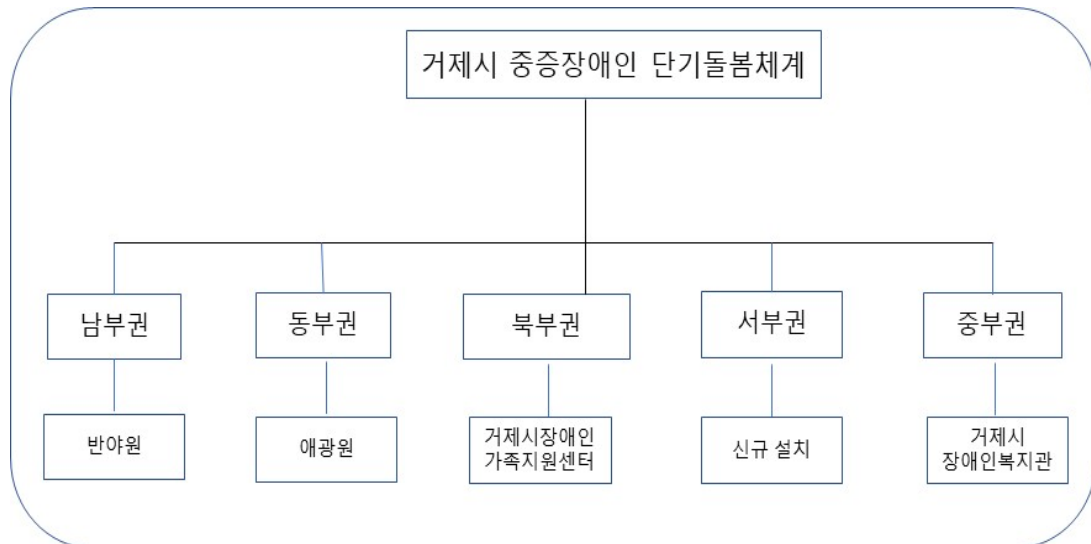 거제시 중증장애인 단기돌봄체계
남부권
동부권
북부권
서부권
중부권
반야원
애광원
거제시장애인
가족지원센터
신규 설치
거제시
장애인복지관